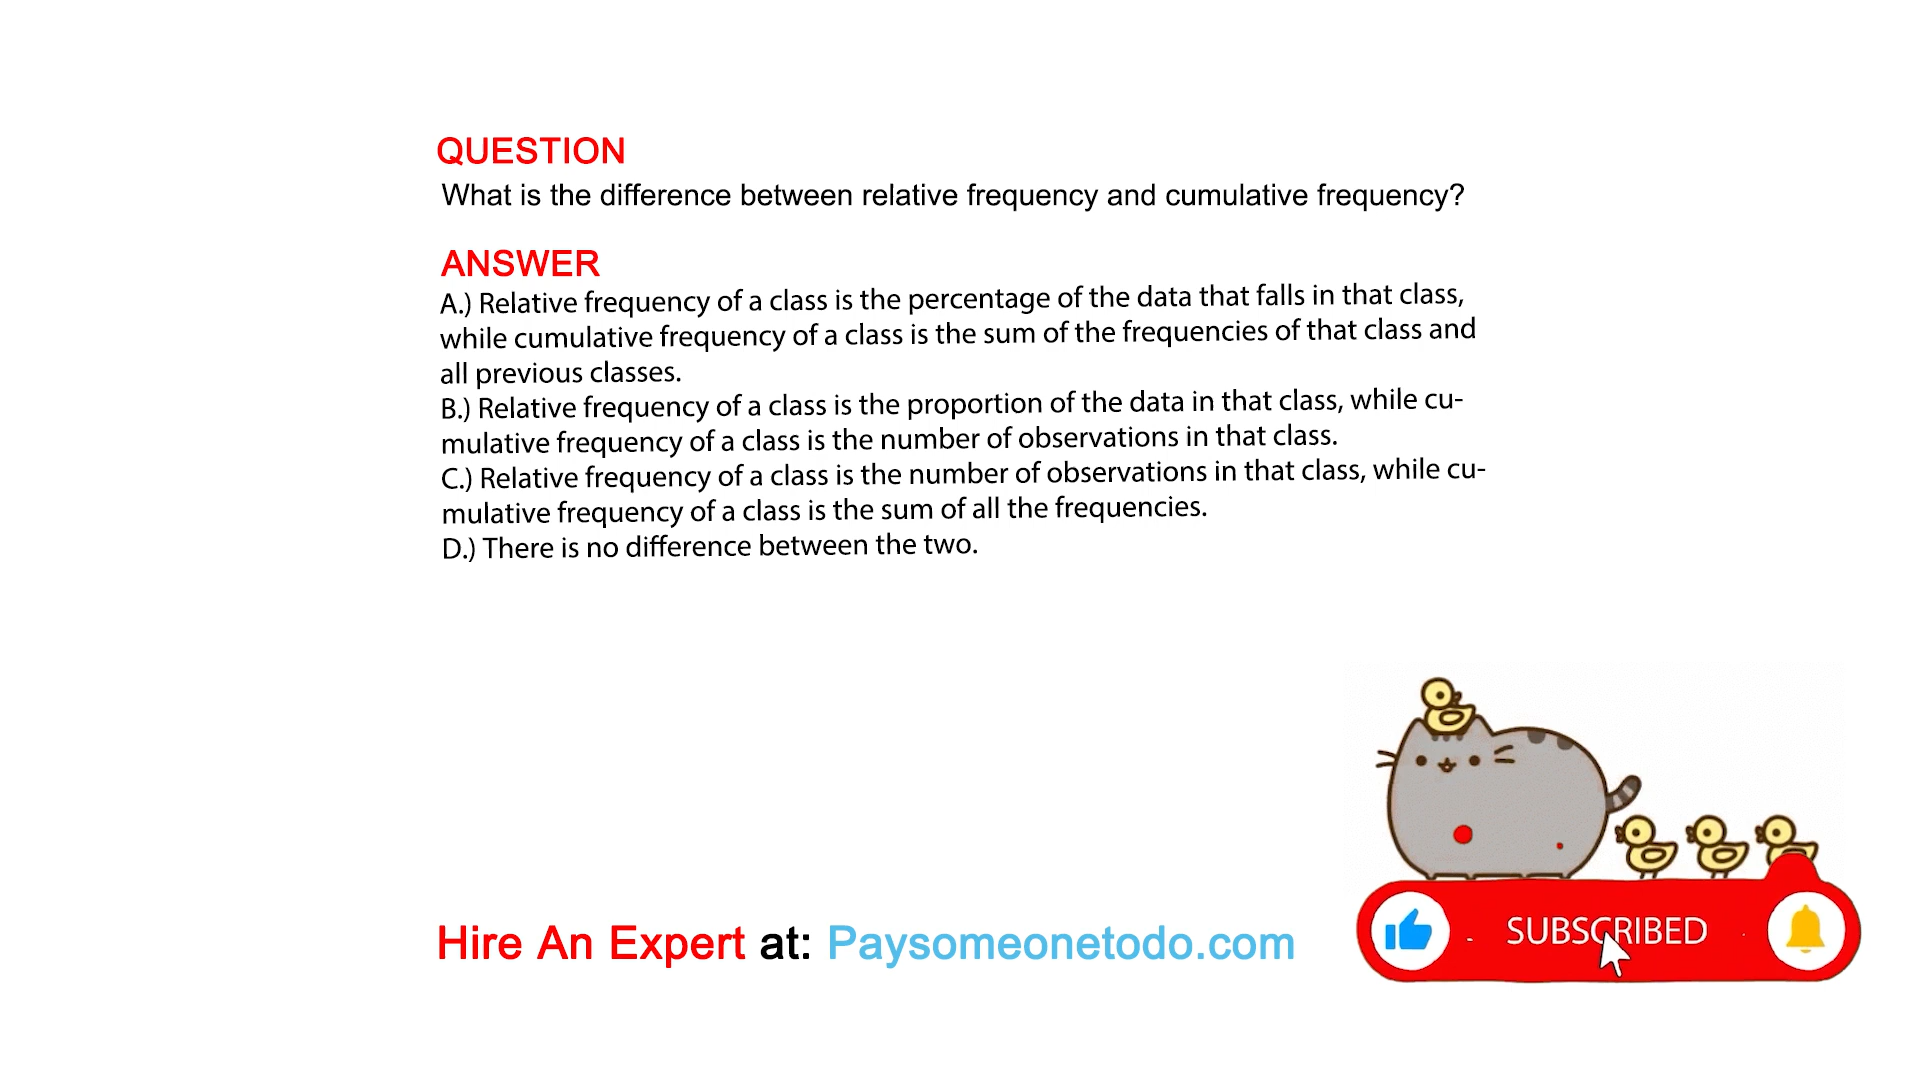 QUESTION
What is the difference between relative frequency and cumulative frequency?
ANSWER
A.) Relative frequency of a class is the percentage of the data that falls in that class,
while cumulative frequency of a class is the sum of the frequencies of that class and
all previous classes.
B.) Relative frequency of a class is the proportion of the data in that class, while cu-
mulative frequency of a class is the number of observations in that class.
C.) Relative frequency of a class is the number of observations in that class, while cu-
mulative frequency of a class is the sum of all the frequencies.
D.) There is no difference between the two.
Hire An Expert at: Paysomeonetodo.com
SUBSCRIBED